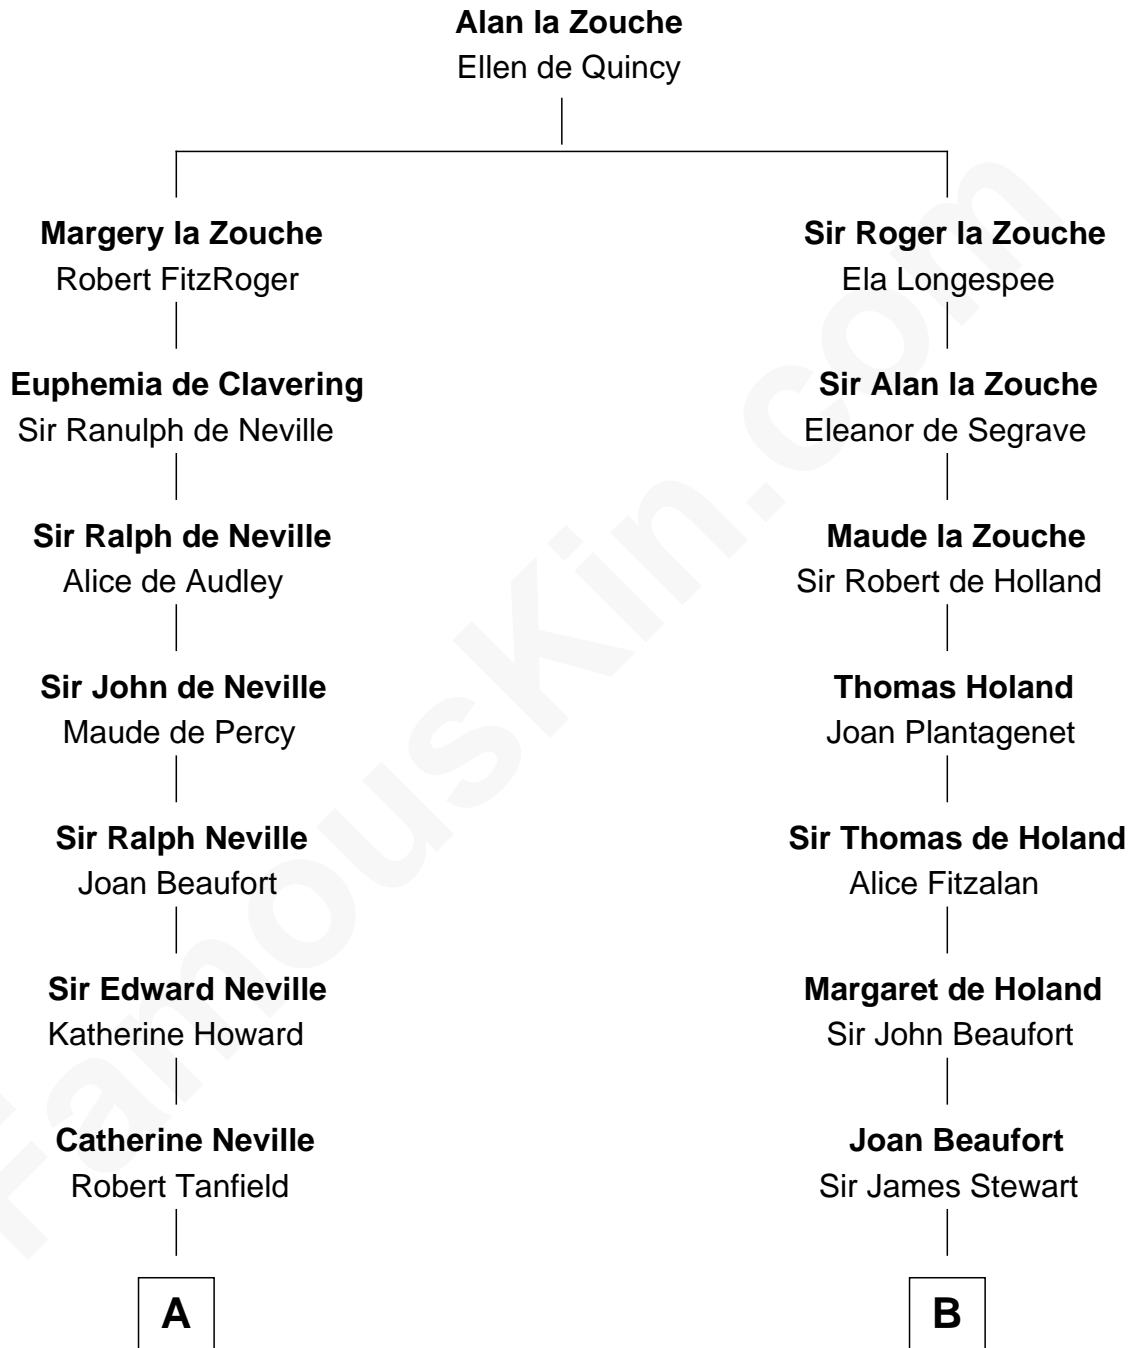 Alan la Zouche
Ellen de Quincy
Margery la Zouche
Robert FitzRoger
Sir Roger la Zouche
Ela Longespee
Euphemia de Clavering
Sir Ranulph de Neville
Sir Alan la Zouche
Eleanor de Segrave
Sir Ralph de Neville
Alice de Audley
Maude la Zouche
Sir Robert de Holland
Sir John de Neville
Maude de Percy
Thomas Holand
Joan Plantagenet
Sir Ralph Neville
Joan Beaufort
Sir Thomas de Holand
Alice Fitzalan
Sir Edward Neville
Katherine Howard
Margaret de Holand
Sir John Beaufort
Catherine Neville
Robert Tanfield
Joan Beaufort
Sir James Stewart
A
B
FamousKin.com